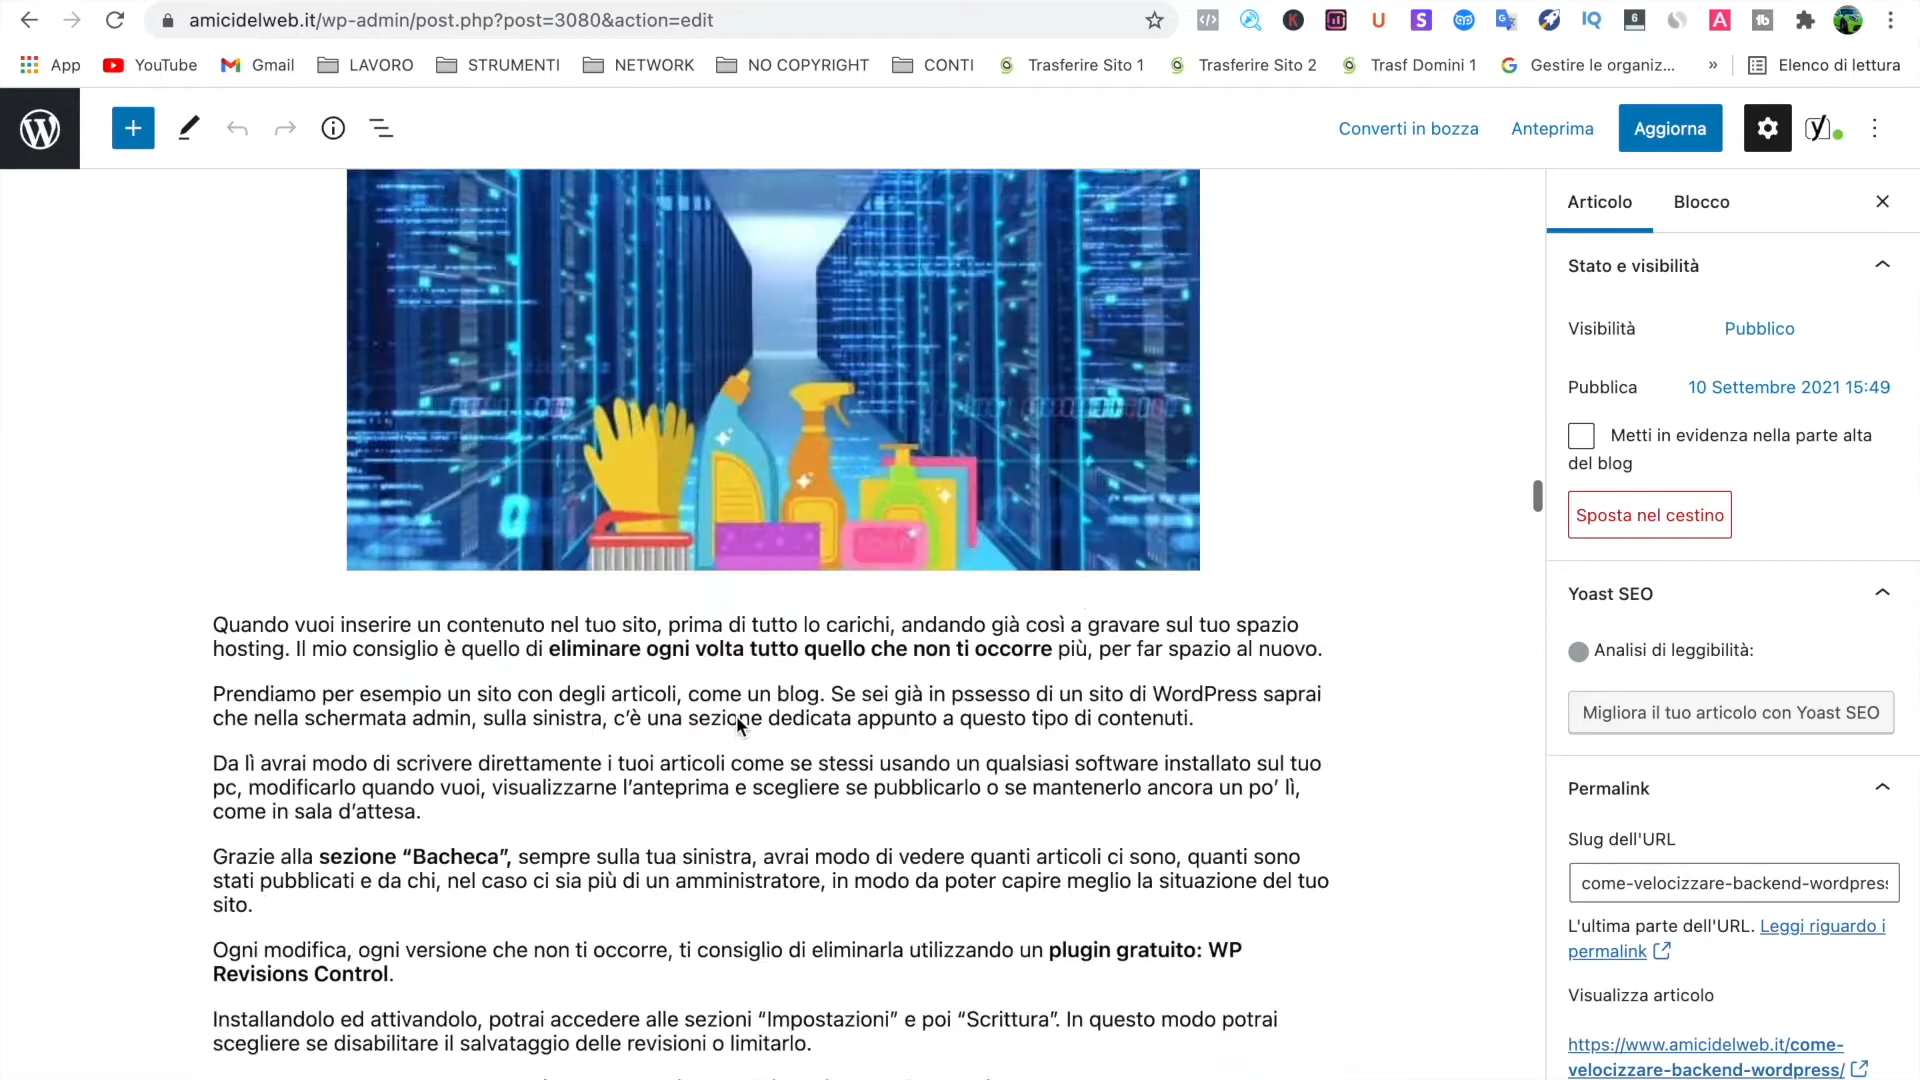 amicidelweb.it/wp-admin/post.php?post=3080&action=edit
App YouTube Gmail LAVORO STRUMENTI NETWORK NO COPYRIGHT CONTI Trasferire Sito 1 Trasferire Sito 2 Trasf Domini 1 Gestire le organiz... » Elenco di lettura
Converti in bozza Anteprima Aggiorna
Articolo Blocco
Stato e visibilità
Visibilità Pubblico
Pubblica 10 Settembre 2021 15:49
Metti in evidenza nella parte alta
del blog
Sposta nel cestino
Yoast SEO
Analisi di leggibilità:
Migliora il tuo articolo con Yoast SEO
Permalink
Slug dell'URL
come-velocizzare-backend-wordpress
L'ultima parte dell'URL. Leggi riguardo i
permalink
Visualizza articolo
https://www.amicidelweb.it/come-
velocizzare-backend-wordpress/
Quando vuoi inserire un contenuto nel tuo sito, prima di tutto lo carichi, andando già così a gravare sul tuo spazio
hosting. Il mio consiglio è quello di eliminare ogni volta tutto quello che non ti occorre più, per far spazio al nuovo.
Prendiamo per esempio un sito con degli articoli, come un blog. Se sei già in pssesso di un sito di WordPress saprai
che nella schermata admin, sulla sinistra, c’è una sezione dedicata appunto a questo tipo di contenuti.
Da lì avrai modo di scrivere direttamente i tuoi articoli come se stessi usando un qualsiasi software installato sul tuo
pc, modificarlo quando vuoi, visualizzarne l’anteprima e scegliere se pubblicarlo o se mantenerlo ancora un po’ lì,
come in sala d’attesa.
Grazie alla sezione “Bacheca”, sempre sulla tua sinistra, avrai modo di vedere quanti articoli ci sono, quanti sono
stati pubblicati e da chi, nel caso ci sia più di un amministratore, in modo da poter capire meglio la situazione del tuo
sito.
Ogni modifica, ogni versione che non ti occorre, ti consiglio di eliminarla utilizzando un plugin gratuito: WP
Revisions Control.
Installandolo ed attivandolo, potrai accedere alle sezioni “Impostazioni” e poi “Scrittura”. In questo modo potrai
scegliere se disabilitare il salvataggio delle revisioni o limitarlo.